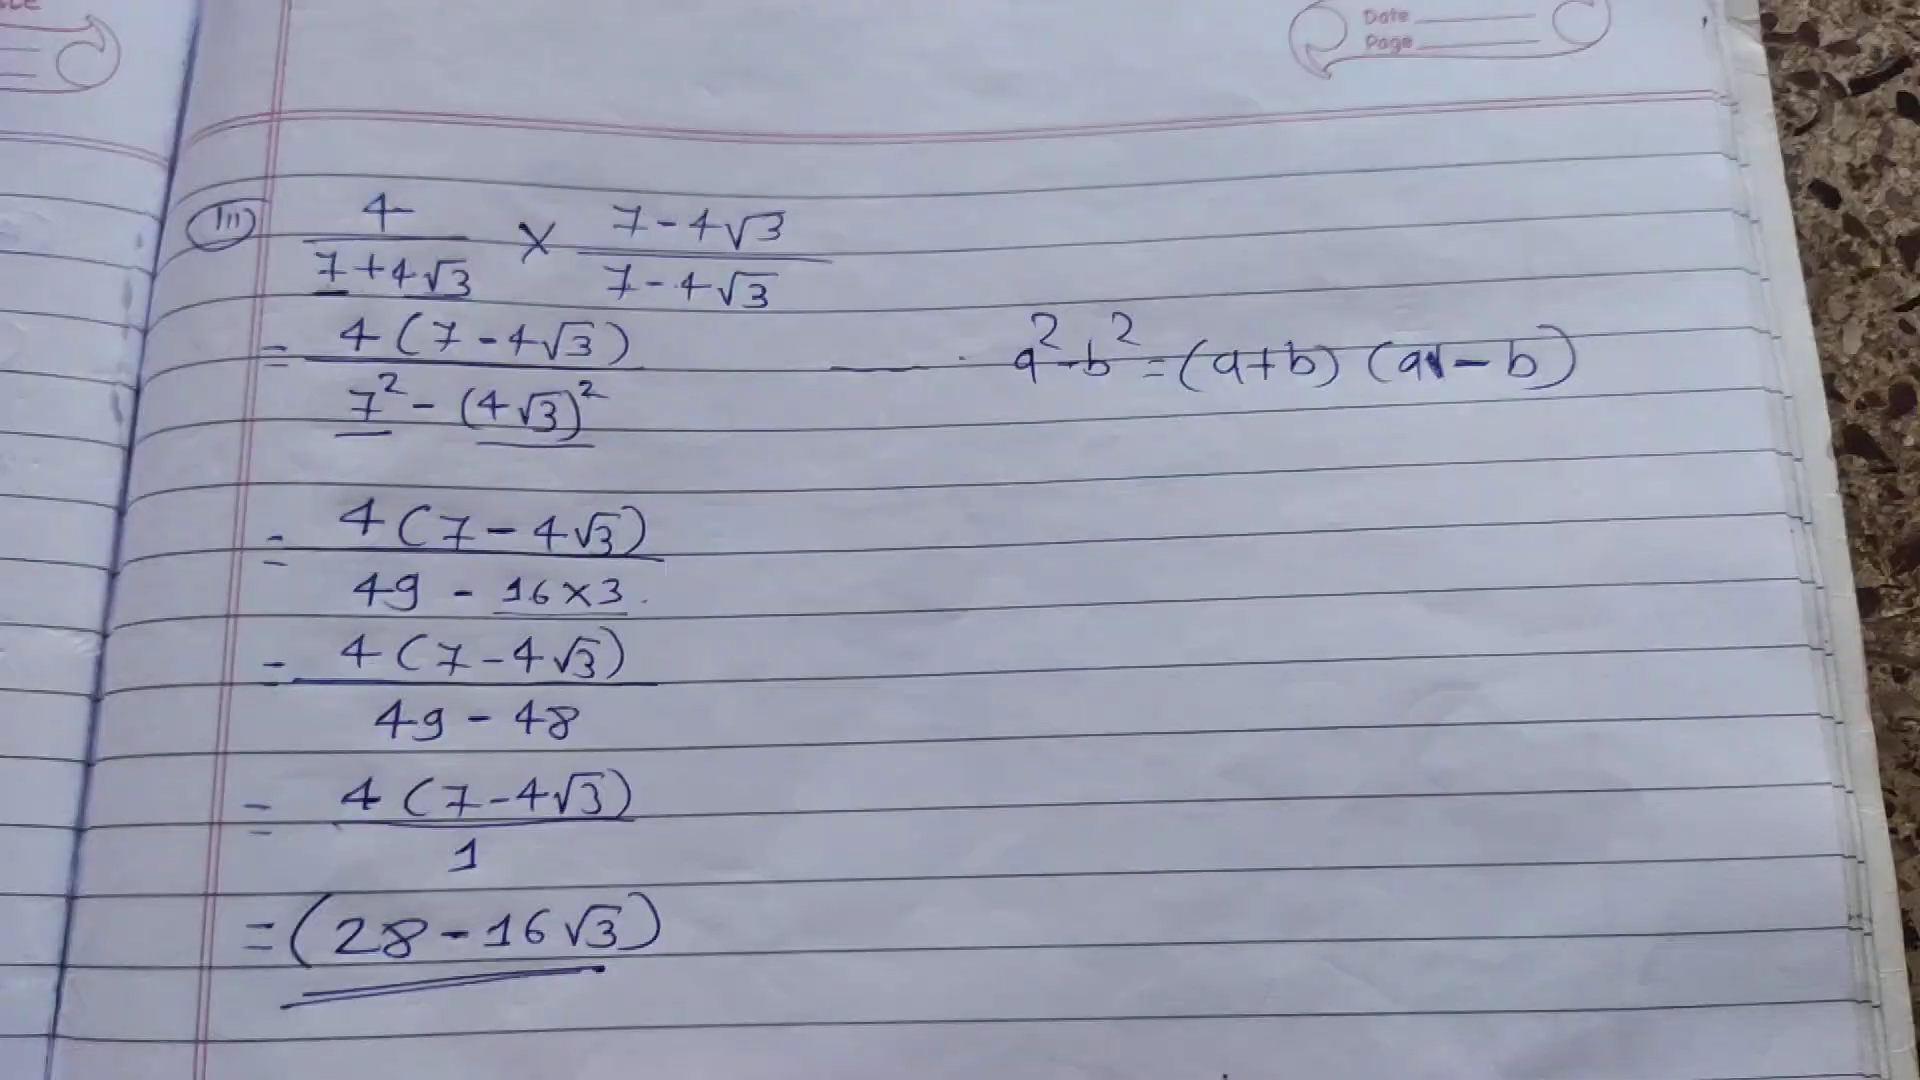 Date
Page
(iii) 4/(7+4√3) × (7-4√3)/(7-4√3)
= 4(7-4√3)/(7² - (4√3)²) ---- a²-b² = (a+b) (a-b)
= 4(7-4√3)/(49 - 16×3.)
= 4(7-4√3)/(49-48)
= 4(7-4√3)/1
= (28-16√3)